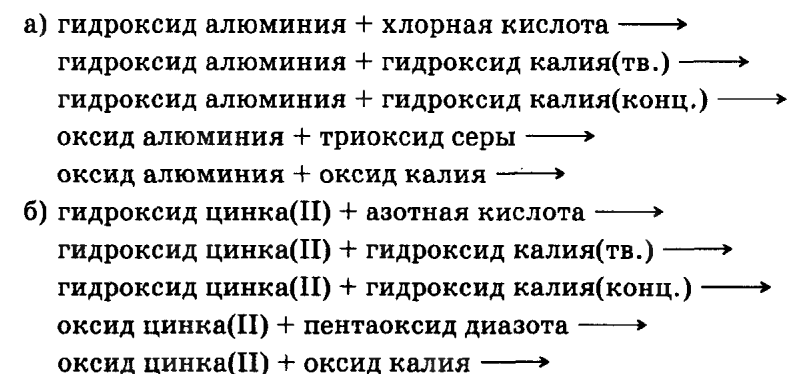 а) гидроксид алюминия + хлорная кислота ⟶
гидроксид алюминия + гидроксид калия(тв.) ⟶
гидроксид алюминия + гидроксид калия(конц.) ⟶
оксид алюминия + триоксид серы ⟶
оксид алюминия + оксид калия ⟶
б) гидроксид цинка(II) + азотная кислота ⟶
гидроксид цинка(II) + гидроксид калия(тв.) ⟶
гидроксид цинка(II) + гидроксид калия(конц.) ⟶
оксид цинка(II) + пентаоксид диазота ⟶
оксид цинка(II) + оксид калия ⟶